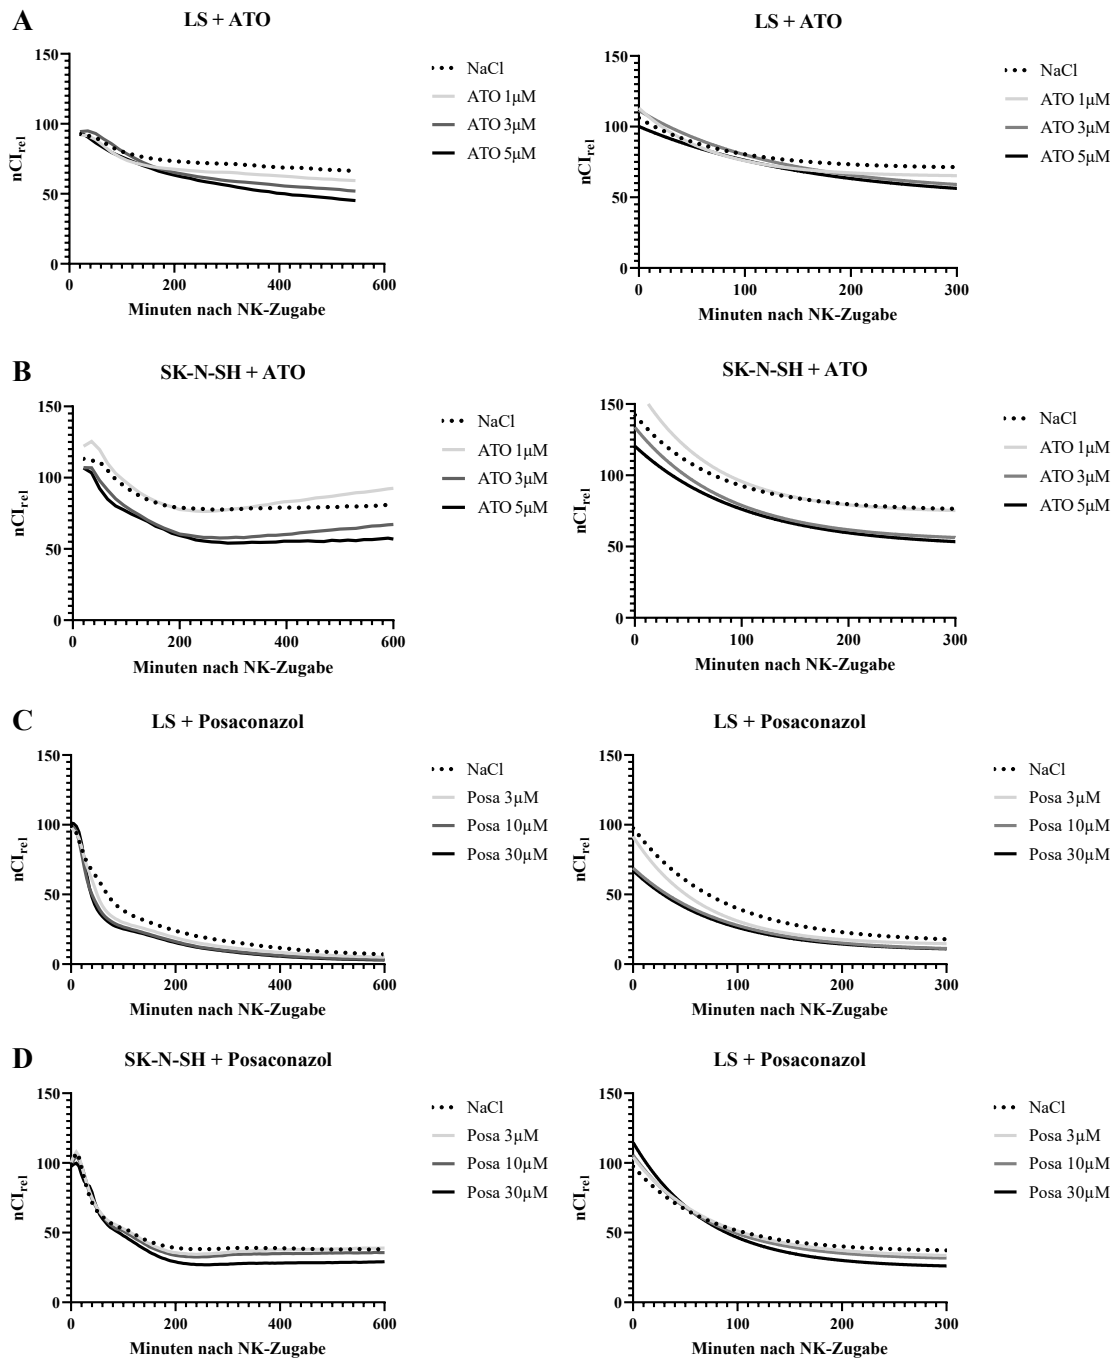 A
LS + ATO
150
100
50
0
nCIrel
0 200 400 600
Minuten nach NK-Zugabe
NaCl
ATO 1µM
ATO 3µM
ATO 5µM
LS + ATO
150
100
50
0
nCIrel
0 100 200 300
Minuten nach NK-Zugabe
NaCl
ATO 1µM
ATO 3µM
ATO 5µM
B
SK-N-SH + ATO
150
100
50
0
nCIrel
0 200 400 600
Minuten nach NK-Zugabe
NaCl
ATO 1µM
ATO 3µM
ATO 5µM
SK-N-SH + ATO
150
100
50
0
nCIrel
0 100 200 300
Minuten nach NK-Zugabe
NaCl
ATO 1µM
ATO 3µM
ATO 5µM
C
LS + Posaconazol
150
100
50
0
nCIrel
0 200 400 600
Minuten nach NK-Zugabe
NaCl
Posa 3µM
Posa 10µM
Posa 30µM
LS + Posaconazol
150
100
50
0
nCIrel
0 100 200 300
Minuten nach NK-Zugabe
NaCl
Posa 3µM
Posa 10µM
Posa 30µM
D
SK-N-SH + Posaconazol
150
100
50
0
nCIrel
0 200 400 600
Minuten nach NK-Zugabe
NaCl
Posa 3µM
Posa 10µM
Posa 30µM
LS + Posaconazol
150
100
50
0
nCIrel
0 100 200 300
Minuten nach NK-Zugabe
NaCl
Posa 3µM
Posa 10µM
Posa 30µM